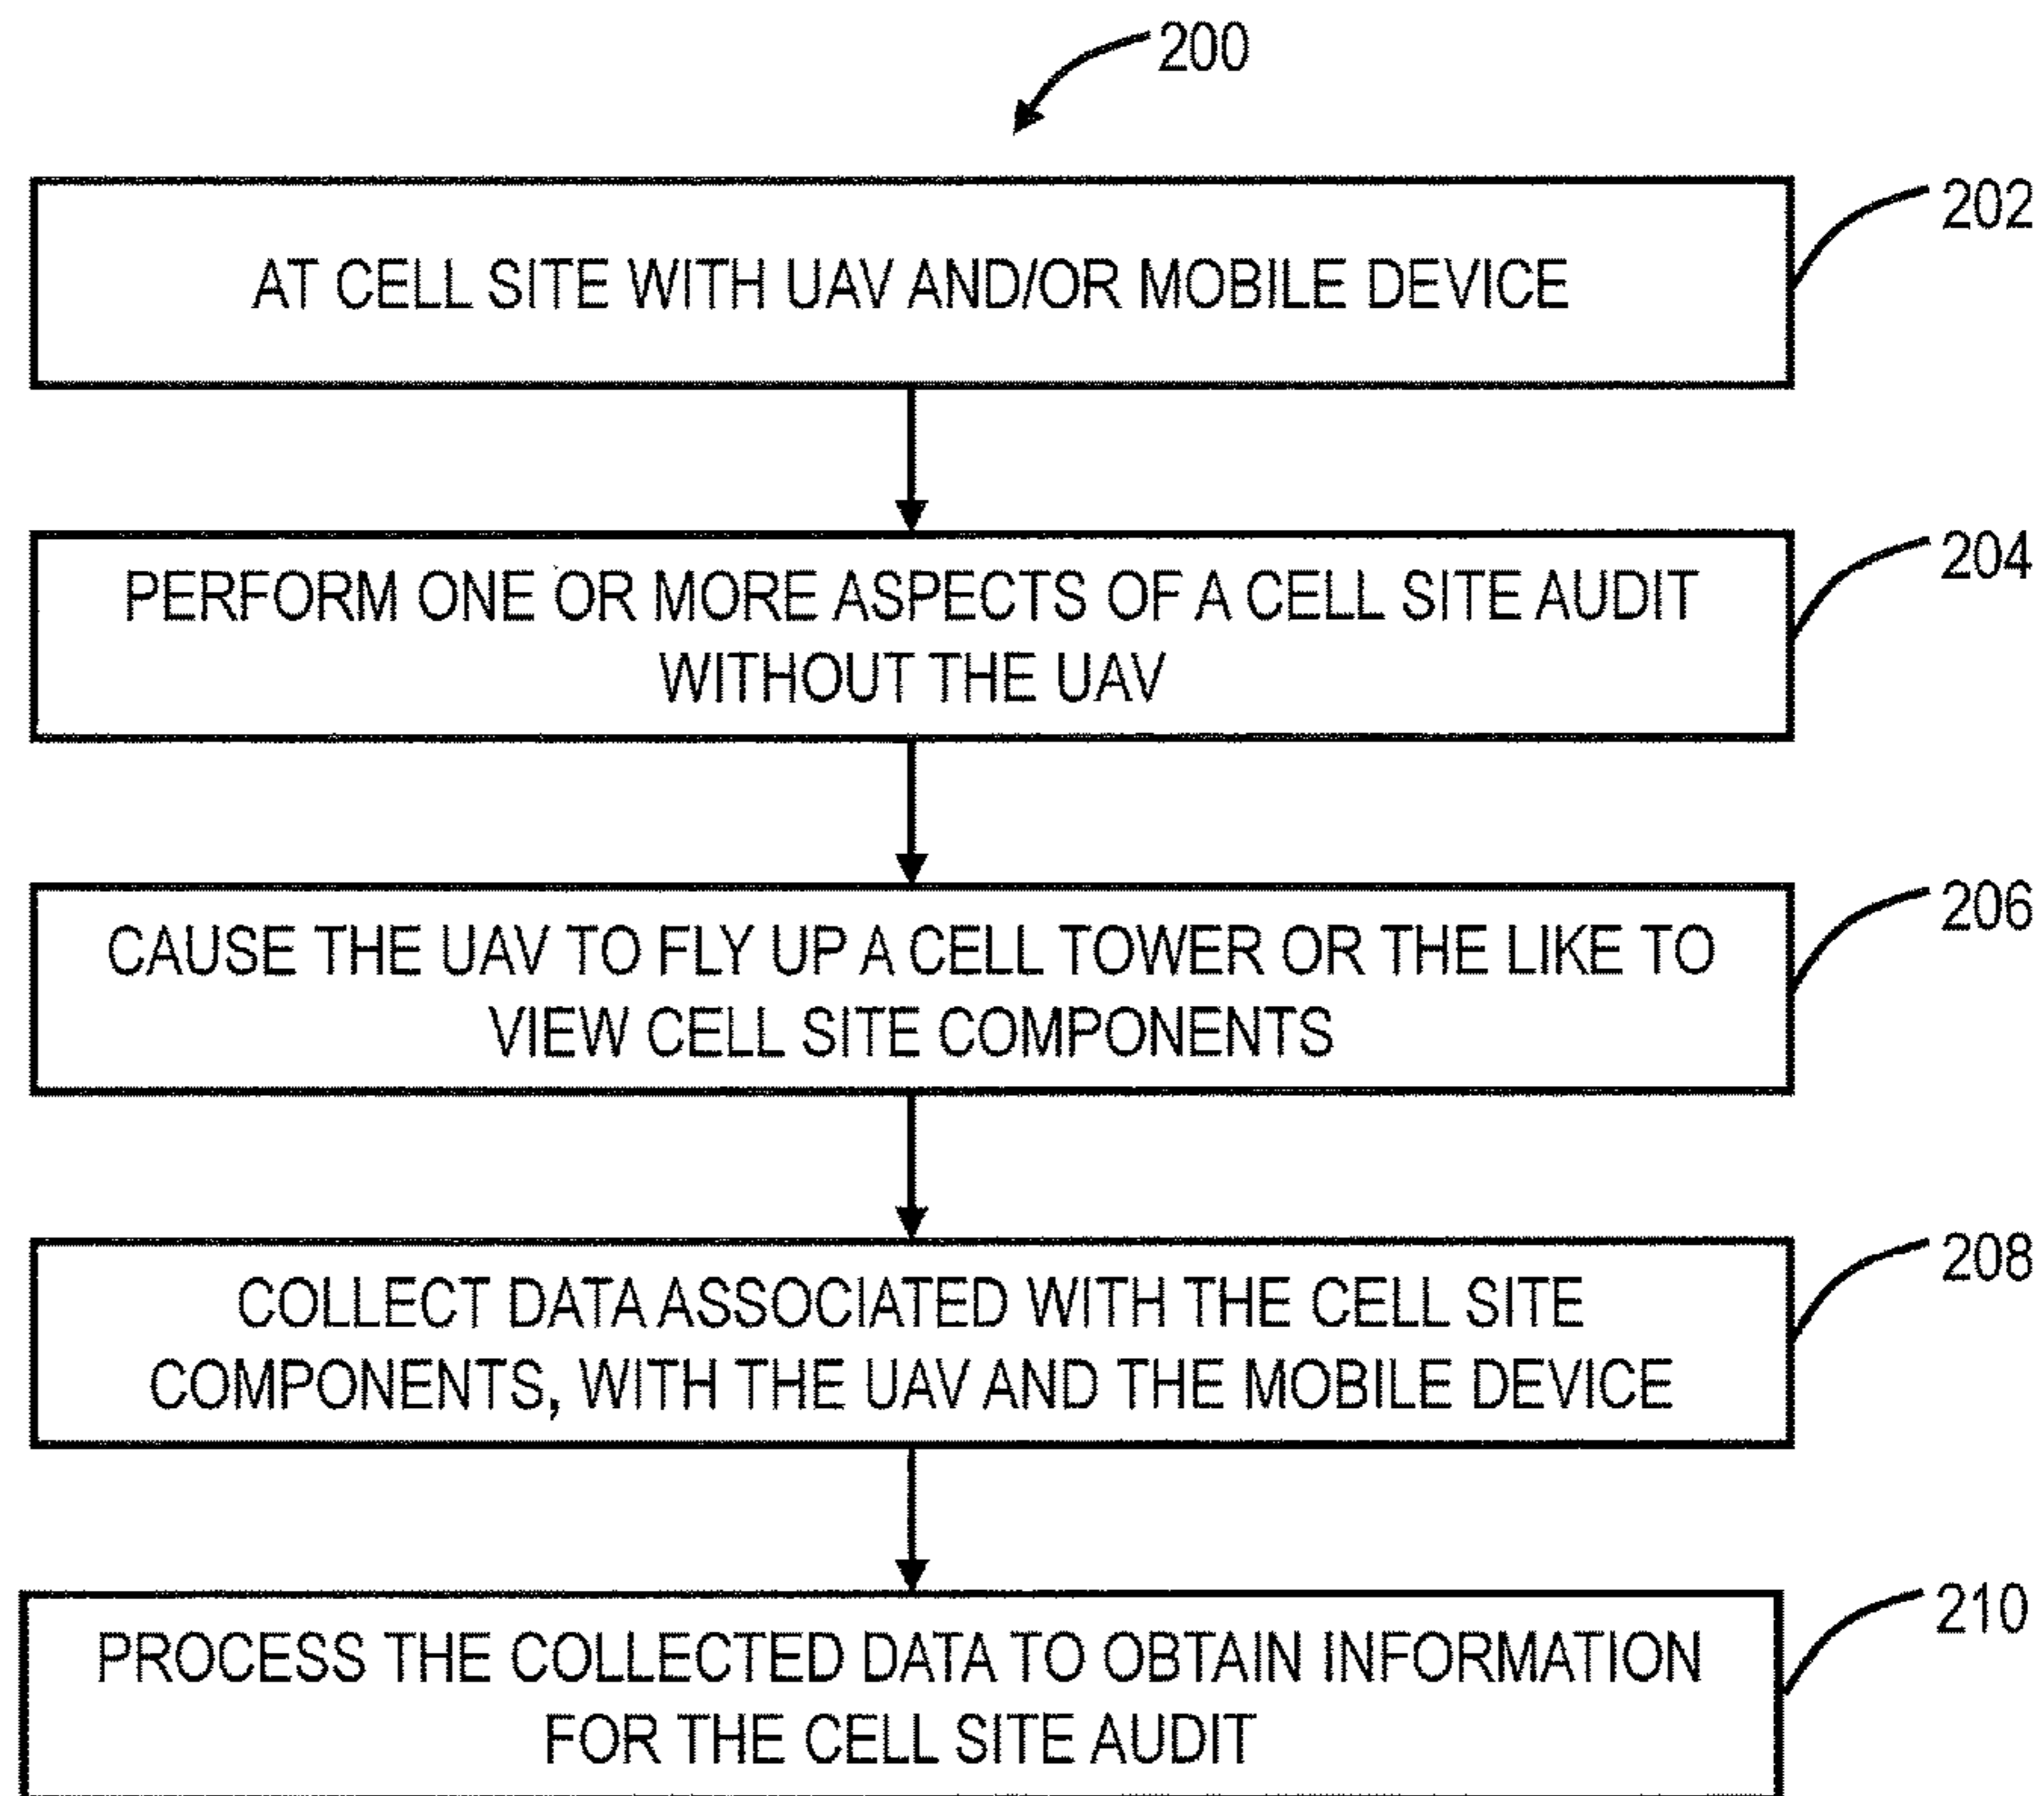 200
AT CELL SITE WITH UAV AND/OR MOBILE DEVICE
202
PERFORM ONE OR MORE ASPECTS OF A CELL SITE AUDIT
WITHOUT THE UAV
204
CAUSE THE UAV TO FLY UP A CELL TOWER OR THE LIKE TO
VIEW CELL SITE COMPONENTS
206
COLLECT DATA ASSOCIATED WITH THE CELL SITE
COMPONENTS, WITH THE UAV AND THE MOBILE DEVICE
208
PROCESS THE COLLECTED DATA TO OBTAIN INFORMATION
FOR THE CELL SITE AUDIT
210